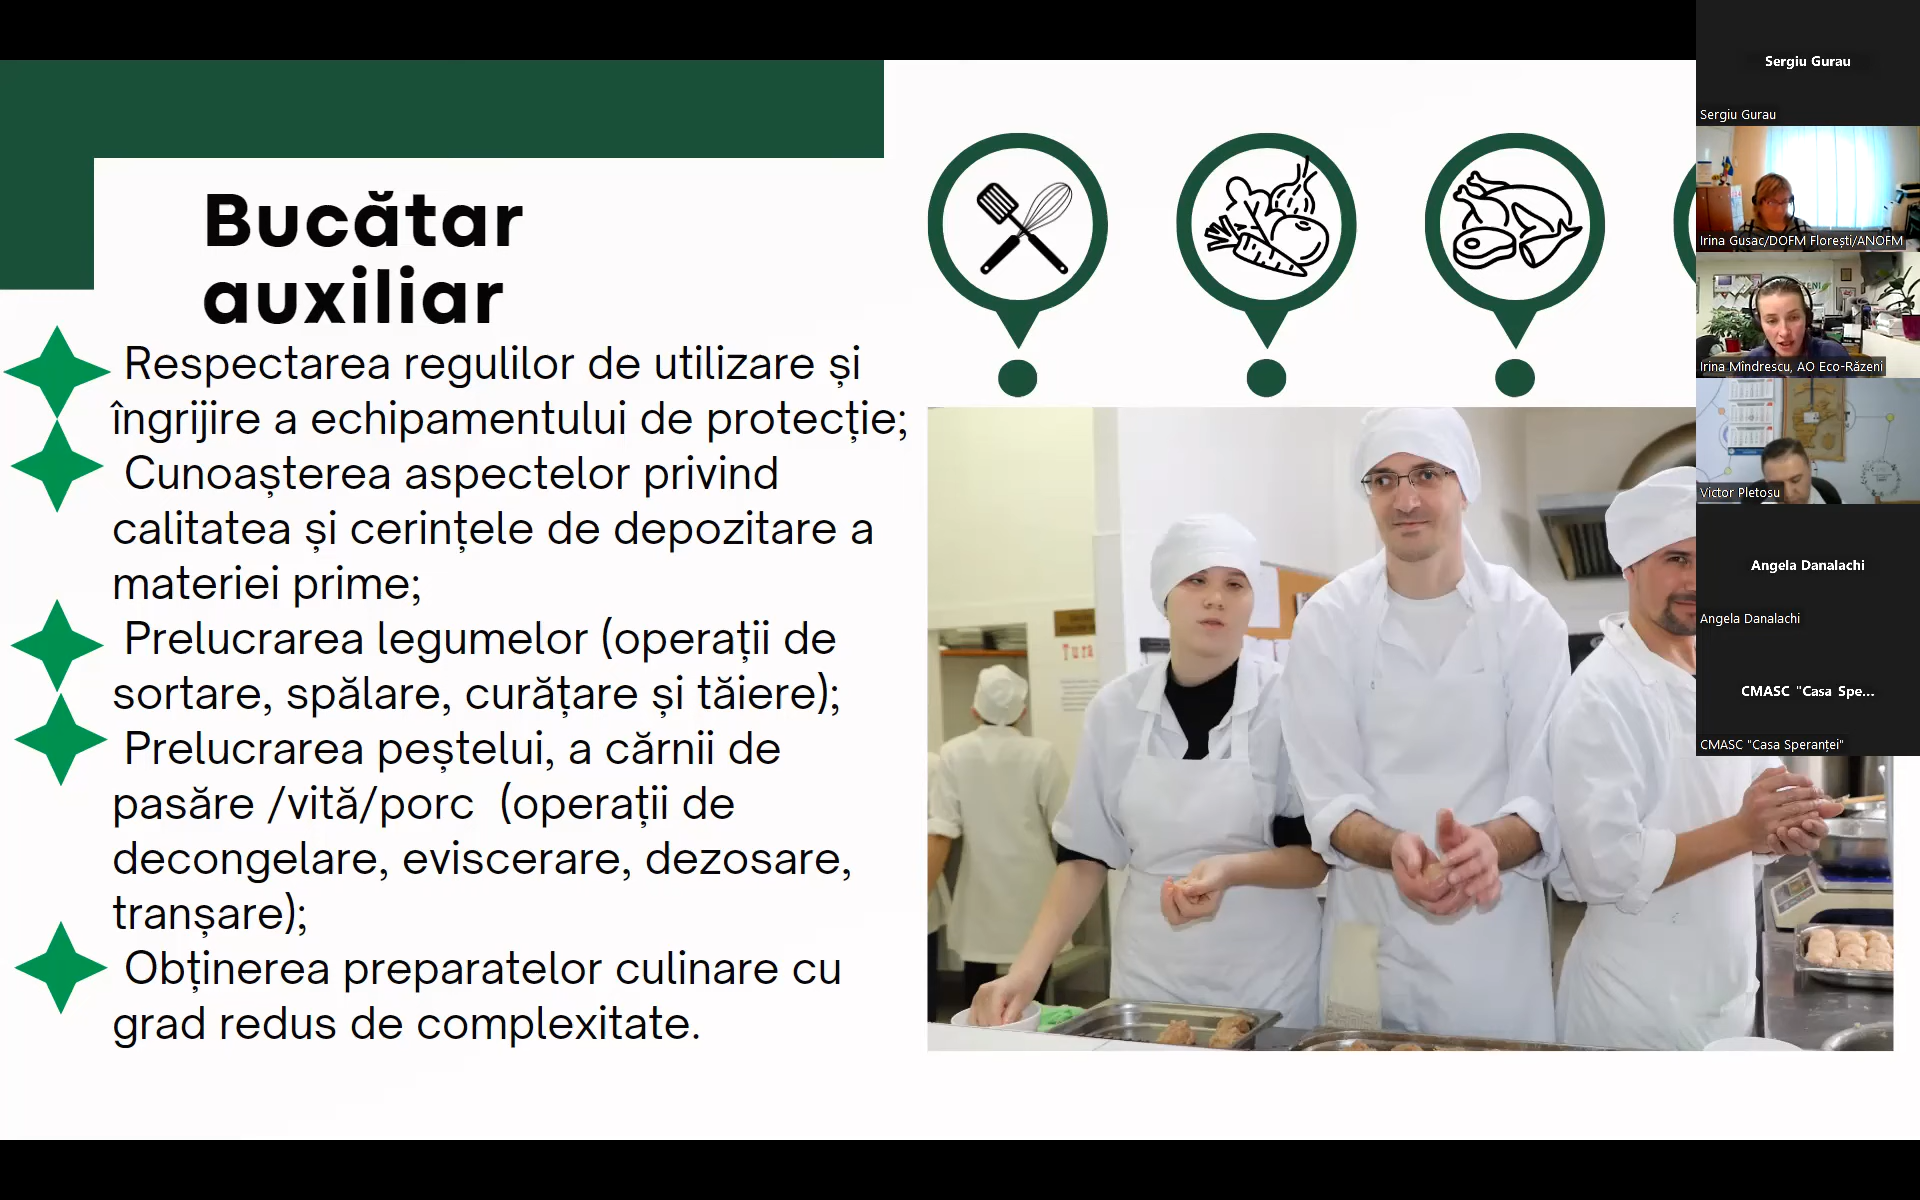 Bucătar
auxiliar
Respectarea regulilor de utilizare și
îngrijire a echipamentului de protecție;
Cunoașterea aspectelor privind
calitatea și cerințele de depozitare a
materiei prime;
Prelucrarea legumelor (operații de
sortare, spălare, curățare și tăiere);
Prelucrarea peștelui, a cărnii de
pasăre /vită/porc (operații de
decongelare, eviscerare, dezosare,
tranșare);
Obținerea preparatelor culinare cu
grad redus de complexitate.
Sergiu Gurau
Sergiu Gurau
Irina Gusac/DOFM Florești/ANOFM
Irina Mîndrescu, AO Eco-Răzeni
Victor Pletosu
Angela Danalachi
Angela Danalachi
CMASC "Casa Spe...
CMASC "Casa Speranței"